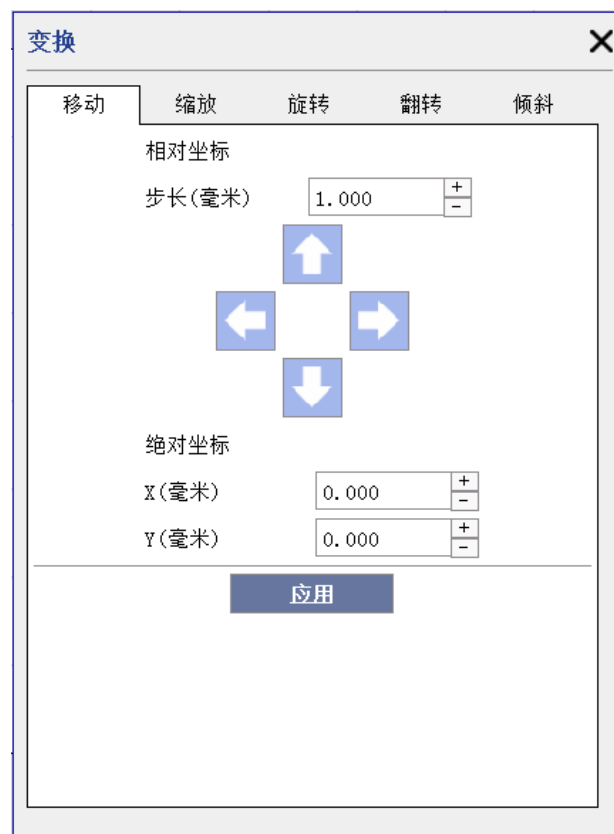 变换
移动 缩放 旋转 翻转 倾斜
相对坐标
步长(毫米) 1.000
绝对坐标
X(毫米) 0.000
Y(毫米) 0.000
应用